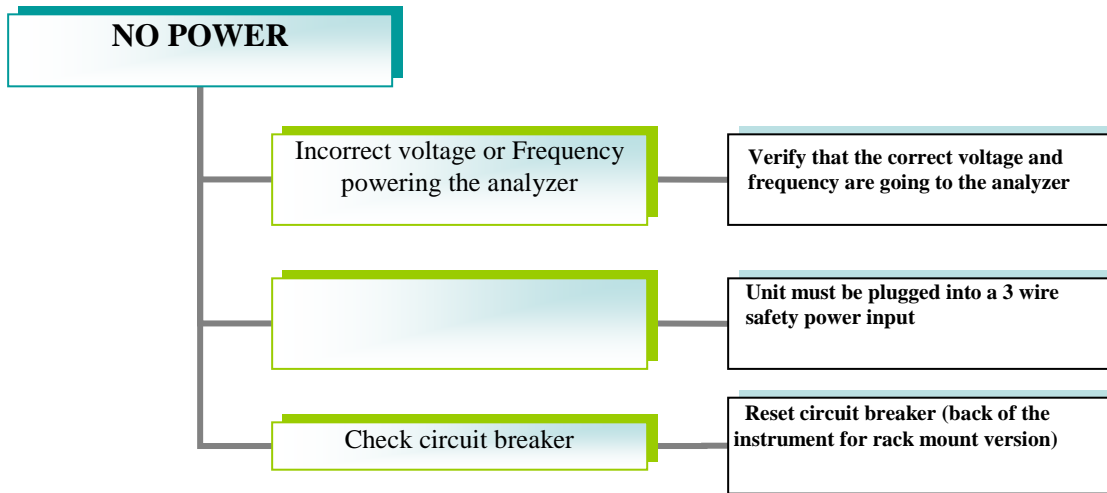 NO POWER
Incorrect voltage or Frequency
powering the analyzer
Verify that the correct voltage and
frequency are going to the analyzer
Unit must be plugged into a 3 wire
safety power input
Check circuit breaker
Reset circuit breaker (back of the
instrument for rack mount version)